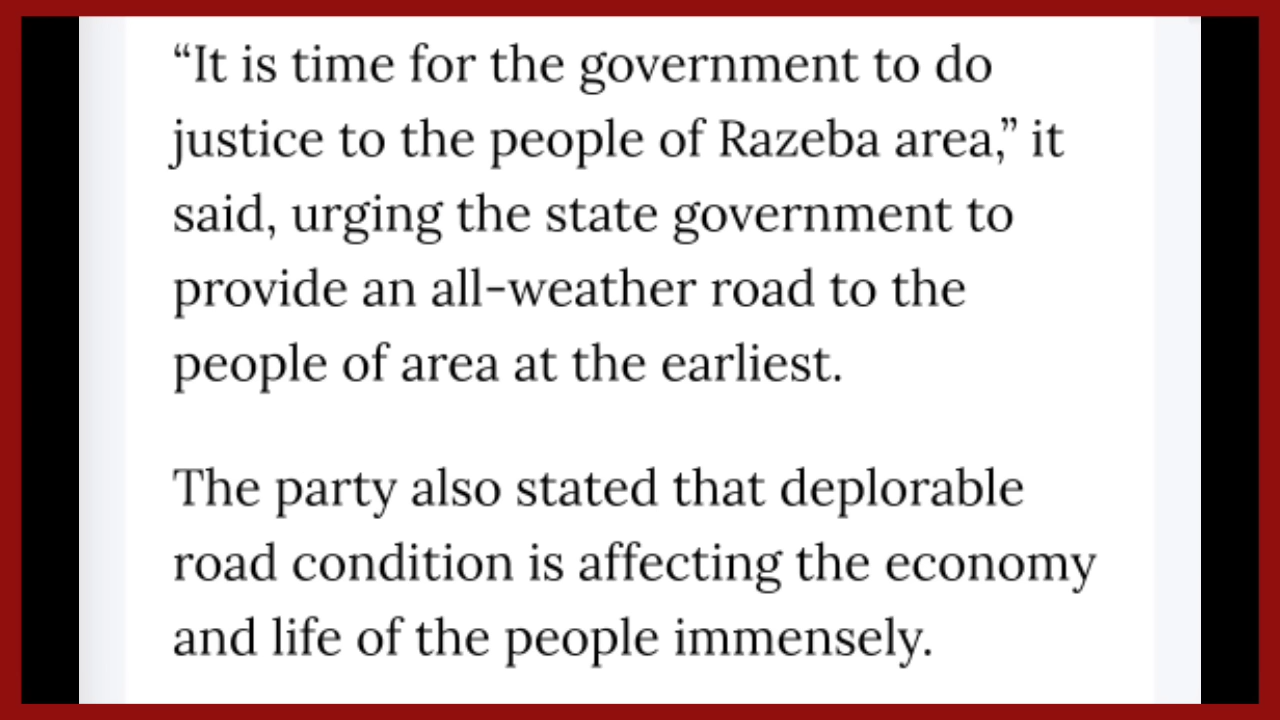 “It is time for the government to do
justice to the people of Razeba area,” it
said, urging the state government to
provide an all-weather road to the
people of area at the earliest.
The party also stated that deplorable
road condition is affecting the economy
and life of the people immensely.